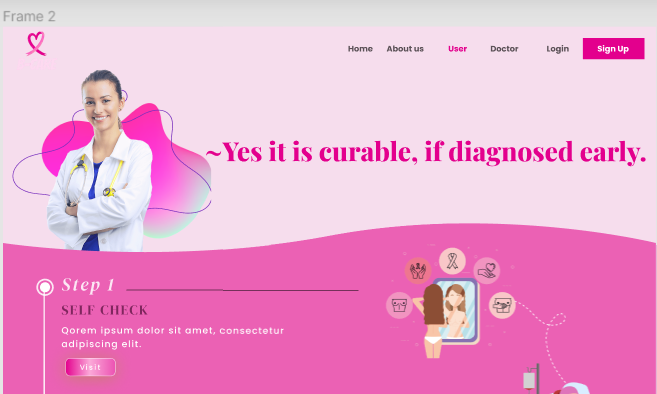 Frame 2
Home About us User Doctor Login Sign Up
~Yes it is curable, if diagnosed early.
Step 1
SELF CHECK
Qorem ipsum dolor sit amet, consectetur
adipiscing elit.
Visit